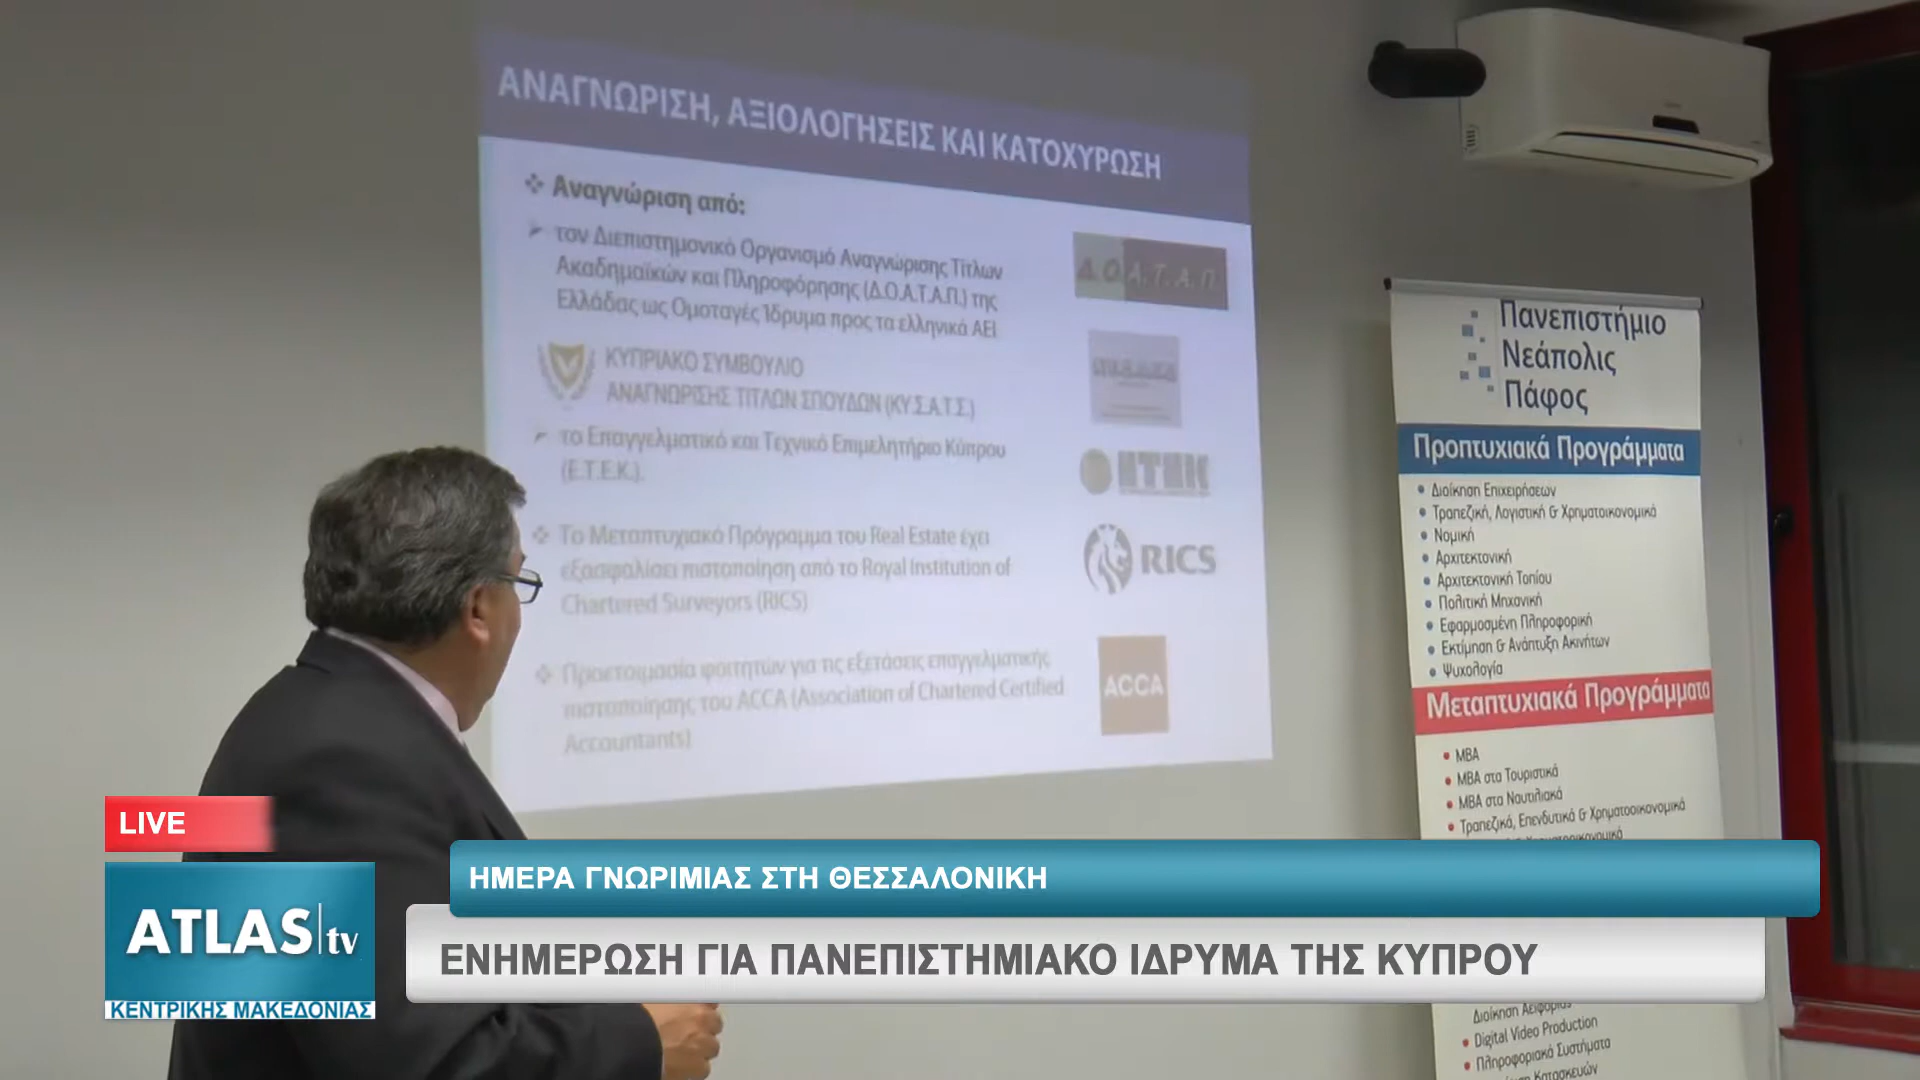 ΑΝΑΓΝΩΡΙΣΗ, ΑΞΙΟΛΟΓΗΣΕΙΣ ΚΑΙ ΚΑΤΟΧΥΡΩΣΗ
Αναγνώριση από:
τον Διεπιστημονικό Οργανισμό Αναγνώρισης Τίτλων
Ακαδημαϊκών και Πληροφόρησης (Δ.Ο.Α.Τ.Α.Π.) της
Ελλάδας ως Ομοταγές Ίδρυμα προς τα ελληνικά ΑΕΙ
Δ.Ο.Α.Τ.Α.Π.
ΚΥΠΡΙΑΚΟ ΣΥΜΒΟΥΛΙΟ
ΑΝΑΓΝΩΡΙΣΗΣ ΤΙΤΛΩΝ ΣΠΟΥΔΩΝ (ΚΥ.Σ.Α.Τ.Σ.)
το Επαγγελματικό και Τεχνικό Επιμελητήριο Κύπρου
(Ε.Τ.Ε.Κ.).
ΕΤΕΚ
Το Μεταπτυχιακό Πρόγραμμα του Real Estate έχει
εξασφαλίσει πιστοποίηση από το Royal Institution of
Chartered Surveyors (RICS)
RICS
Προετοιμασία φοιτητών για τις εξετάσεις επαγγελματικής
πιστοποίησης του ACCA (Association of Chartered Certified
Accountants)
ACCA
Πανεπιστήμιο
Νεάπολις
Πάφος
Προπτυχιακά Προγράμματα
Διοίκηση Επιχειρήσεων
Τραπεζική, Λογιστική & Χρηματοικονομικά
Νομική
Αρχιτεκτονική
Αρχιτεκτονική Τοπίου
Πολιτική Μηχανική
Εφαρμοσμένη Πληροφορική
Εκτίμηση & Ανάπτυξη Ακινήτων
Ψυχολογία
Μεταπτυχιακά Προγράμματα
MBA
MBA στα Τουριστικά
MBA στα Ναυτιλιακά
Τραπεζικά, Επενδυτικά & Χρηματοοικονομικά
Διοίκηση Αειφορίας
Digital Video Production
Πληροφοριακά Συστήματα
Κατασκευών
LIVE
ATLAS tv
ΚΕΝΤΡΙΚΗΣ ΜΑΚΕΔΟΝΙΑΣ
ΗΜΕΡΑ ΓΝΩΡΙΜΙΑΣ ΣΤΗ ΘΕΣΣΑΛΟΝΙΚΗ
ΕΝΗΜΕΡΩΣΗ ΓΙΑ ΠΑΝΕΠΙΣΤΗΜΙΑΚΟ ΙΔΡΥΜΑ ΤΗΣ ΚΥΠΡΟΥ